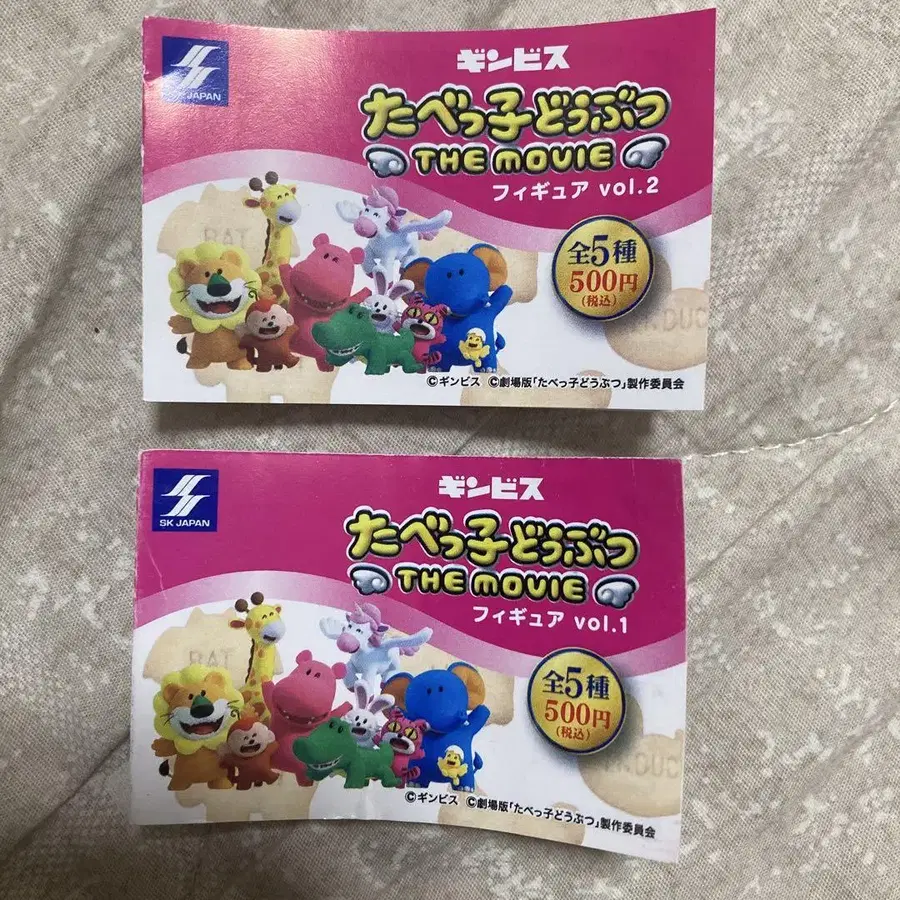 SK JAPAN
ギンビス
たべっ子どうぶつ
THE MOVIE
フィギュア vol.2
全5種
500円
(税込)
©ギンビス ©劇場版「たべっ子どうぶつ」製作委員会
SK JAPAN
ギンビス
たべっ子どうぶつ
THE MOVIE
フィギュア vol.1
全5種
500円
(税込)
©ギンビス ©劇場版「たべっ子どうぶつ」製作委員会